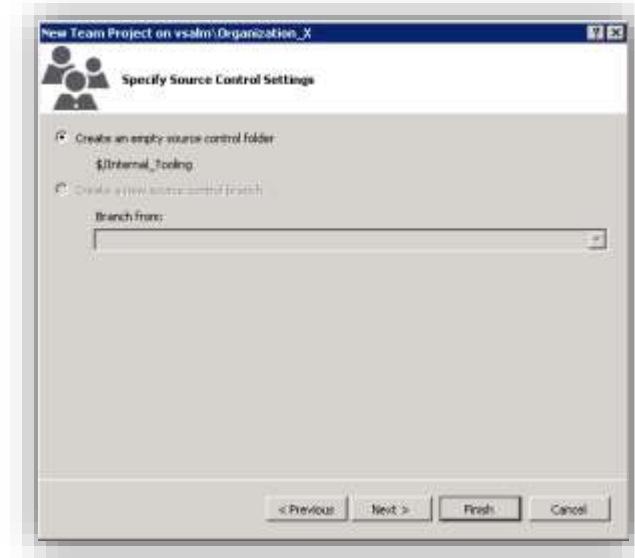 New Team Project on vsalm\Organization_X
Specify Source Control Settings
Create an empty source control folder
$/Internal_Tooling
Create a new source control branch
Branch from:
< Previous
Next >
Finish
Cancel